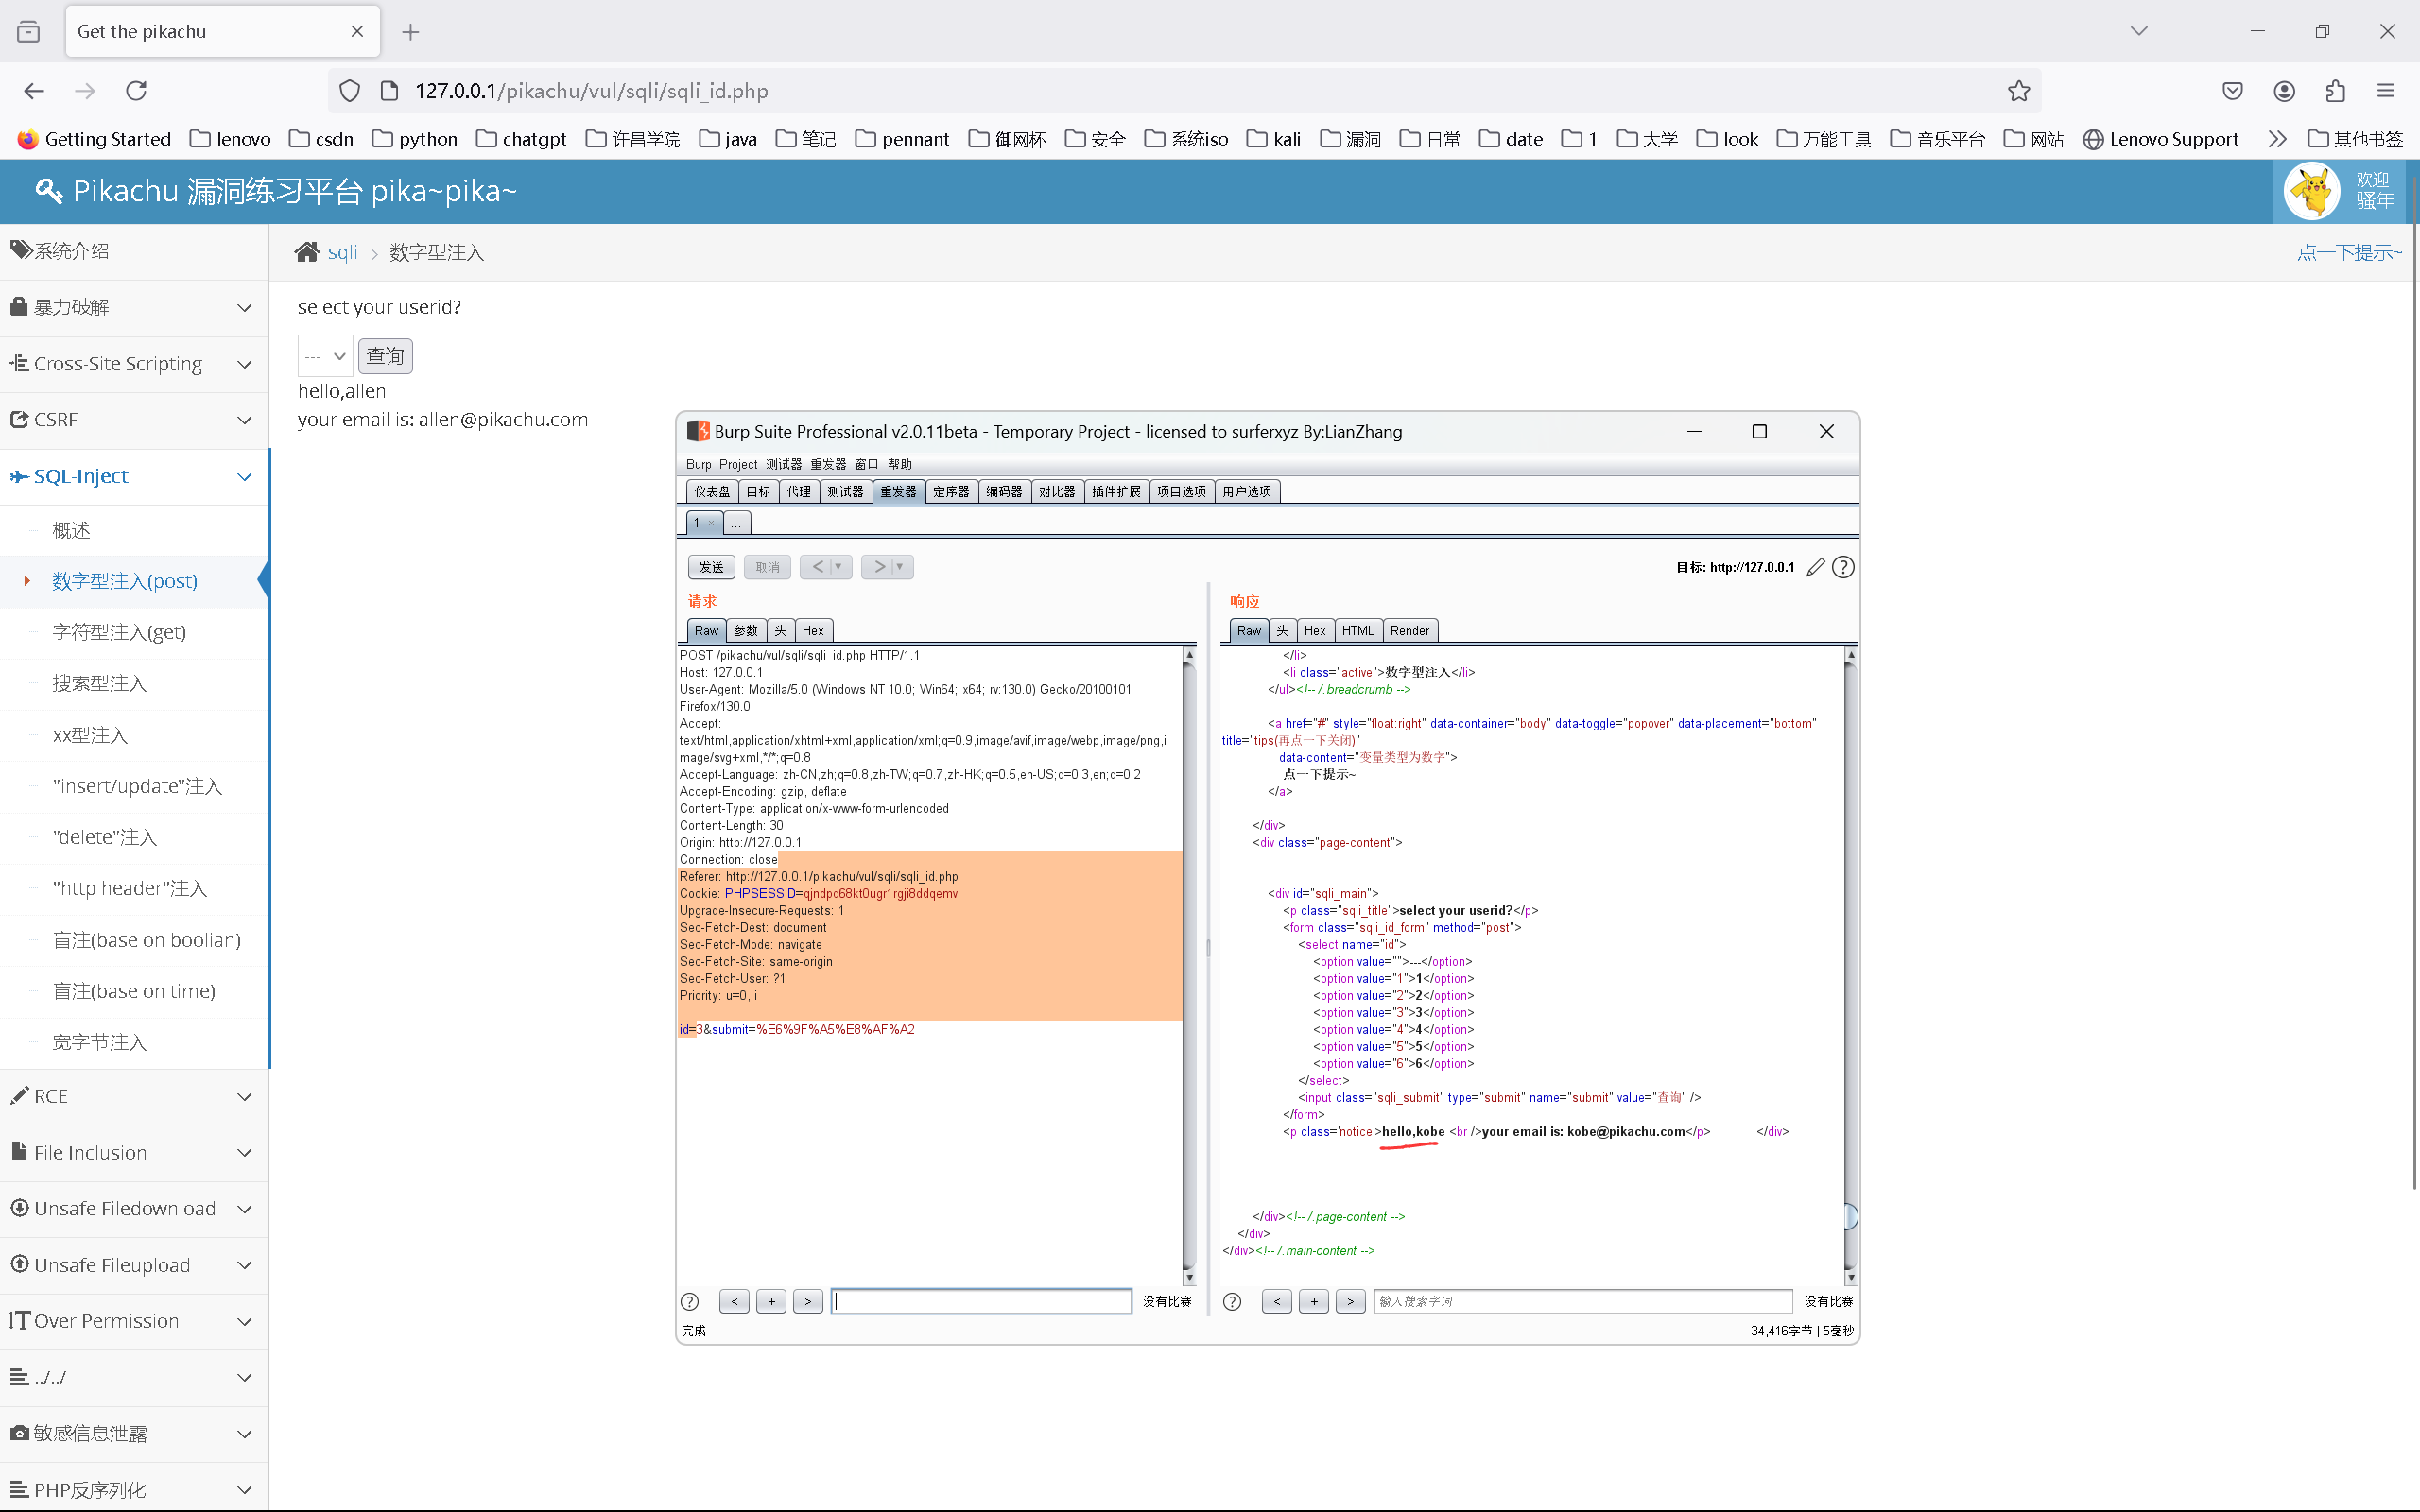 Get the pikachu
127.0.0.1/pikachu/vul/sqli/sqli_id.php
Getting Started lenovo csdn python chatgpt 许昌学院 java 笔记 pennant 御网杯 安全 系统iso kali 漏洞 日常 date 1 大学 look 万能工具 音乐平台 网站 Lenovo Support 其他书签
Pikachu 漏洞练习平台 pika~pika~
欢迎
骚年
系统介绍
暴力破解
Cross-Site Scripting
CSRF
SQL-Inject
概述
数字型注入(post)
字符型注入(get)
搜索型注入
xx型注入
"insert/update"注入
"delete"注入
"http header"注入
盲注(base on boolian)
盲注(base on time)
宽字节注入
RCE
File Inclusion
Unsafe Filedownload
Unsafe Fileupload
Over Permission
../../
敏感信息泄露
PHP反序列化
sqli > 数字型注入
点一下提示~
select your userid?
--- 查询
hello,allen
your email is: allen@pikachu.com
Burp Suite Professional v2.0.11beta - Temporary Project - licensed to surferxyz By:LianZhang
Burp Project 测试器 重发器 窗口 帮助
仪表盘 目标 代理 测试器 重发器 定序器 编码器 对比器 插件扩展 项目选项 用户选项
1 × ...
发送 取消 < > 目标: http://127.0.0.1
请求
Raw 参数 头 Hex
POST /pikachu/vul/sqli/sqli_id.php HTTP/1.1
Host: 127.0.0.1
User-Agent: Mozilla/5.0 (Windows NT 10.0; Win64; x64; rv:130.0) Gecko/20100101
Firefox/130.0
Accept:
text/html,application/xhtml+xml,application/xml;q=0.9,image/avif,image/webp,image/png,i
mage/svg+xml,*/*;q=0.8
Accept-Language: zh-CN,zh;q=0.8,zh-TW;q=0.7,zh-HK;q=0.5,en-US;q=0.3,en;q=0.2
Accept-Encoding: gzip, deflate
Content-Type: application/x-www-form-urlencoded
Content-Length: 30
Origin: http://127.0.0.1
Connection: close
Referer: http://127.0.0.1/pikachu/vul/sqli/sqli_id.php
Cookie: PHPSESSID=qjndpq68kt0ugr1rgji8ddqemv
Upgrade-Insecure-Requests: 1
Sec-Fetch-Dest: document
Sec-Fetch-Mode: navigate
Sec-Fetch-Site: same-origin
Sec-Fetch-User: ?1
Priority: u=0, i
id=3&submit=%E6%9F%A5%E8%AF%A2
? < + > 没有比赛
完成
响应
Raw 头 Hex HTML Render
</li>
<li class="active">数字型注入</li>
</ul><!-- /.breadcrumb -->
<a href="#" style="float:right" data-container="body" data-toggle="popover" data-placement="bottom"
title="tips(再点一下关闭)"
data-content="变量类型为数字">
点一下提示~
</a>
</div>
<div class="page-content">
<div id="sqli_main">
<p class="sqli_title">select your userid?</p>
<form class="sqli_id_form" method="post">
<select name="id">
<option value="">---</option>
<option value="1">1</option>
<option value="2">2</option>
<option value="3">3</option>
<option value="4">4</option>
<option value="5">5</option>
<option value="6">6</option>
</select>
<input class="sqli_submit" type="submit" name="submit" value="查询" />
</form>
<p class='notice'>hello,kobe <br />your email is: kobe@pikachu.com</p> </div>
</div><!-- /.page-content -->
</div>
</div><!-- /.main-content -->
? < + > 输入搜索字词 没有比赛
34,416字节 | 5毫秒